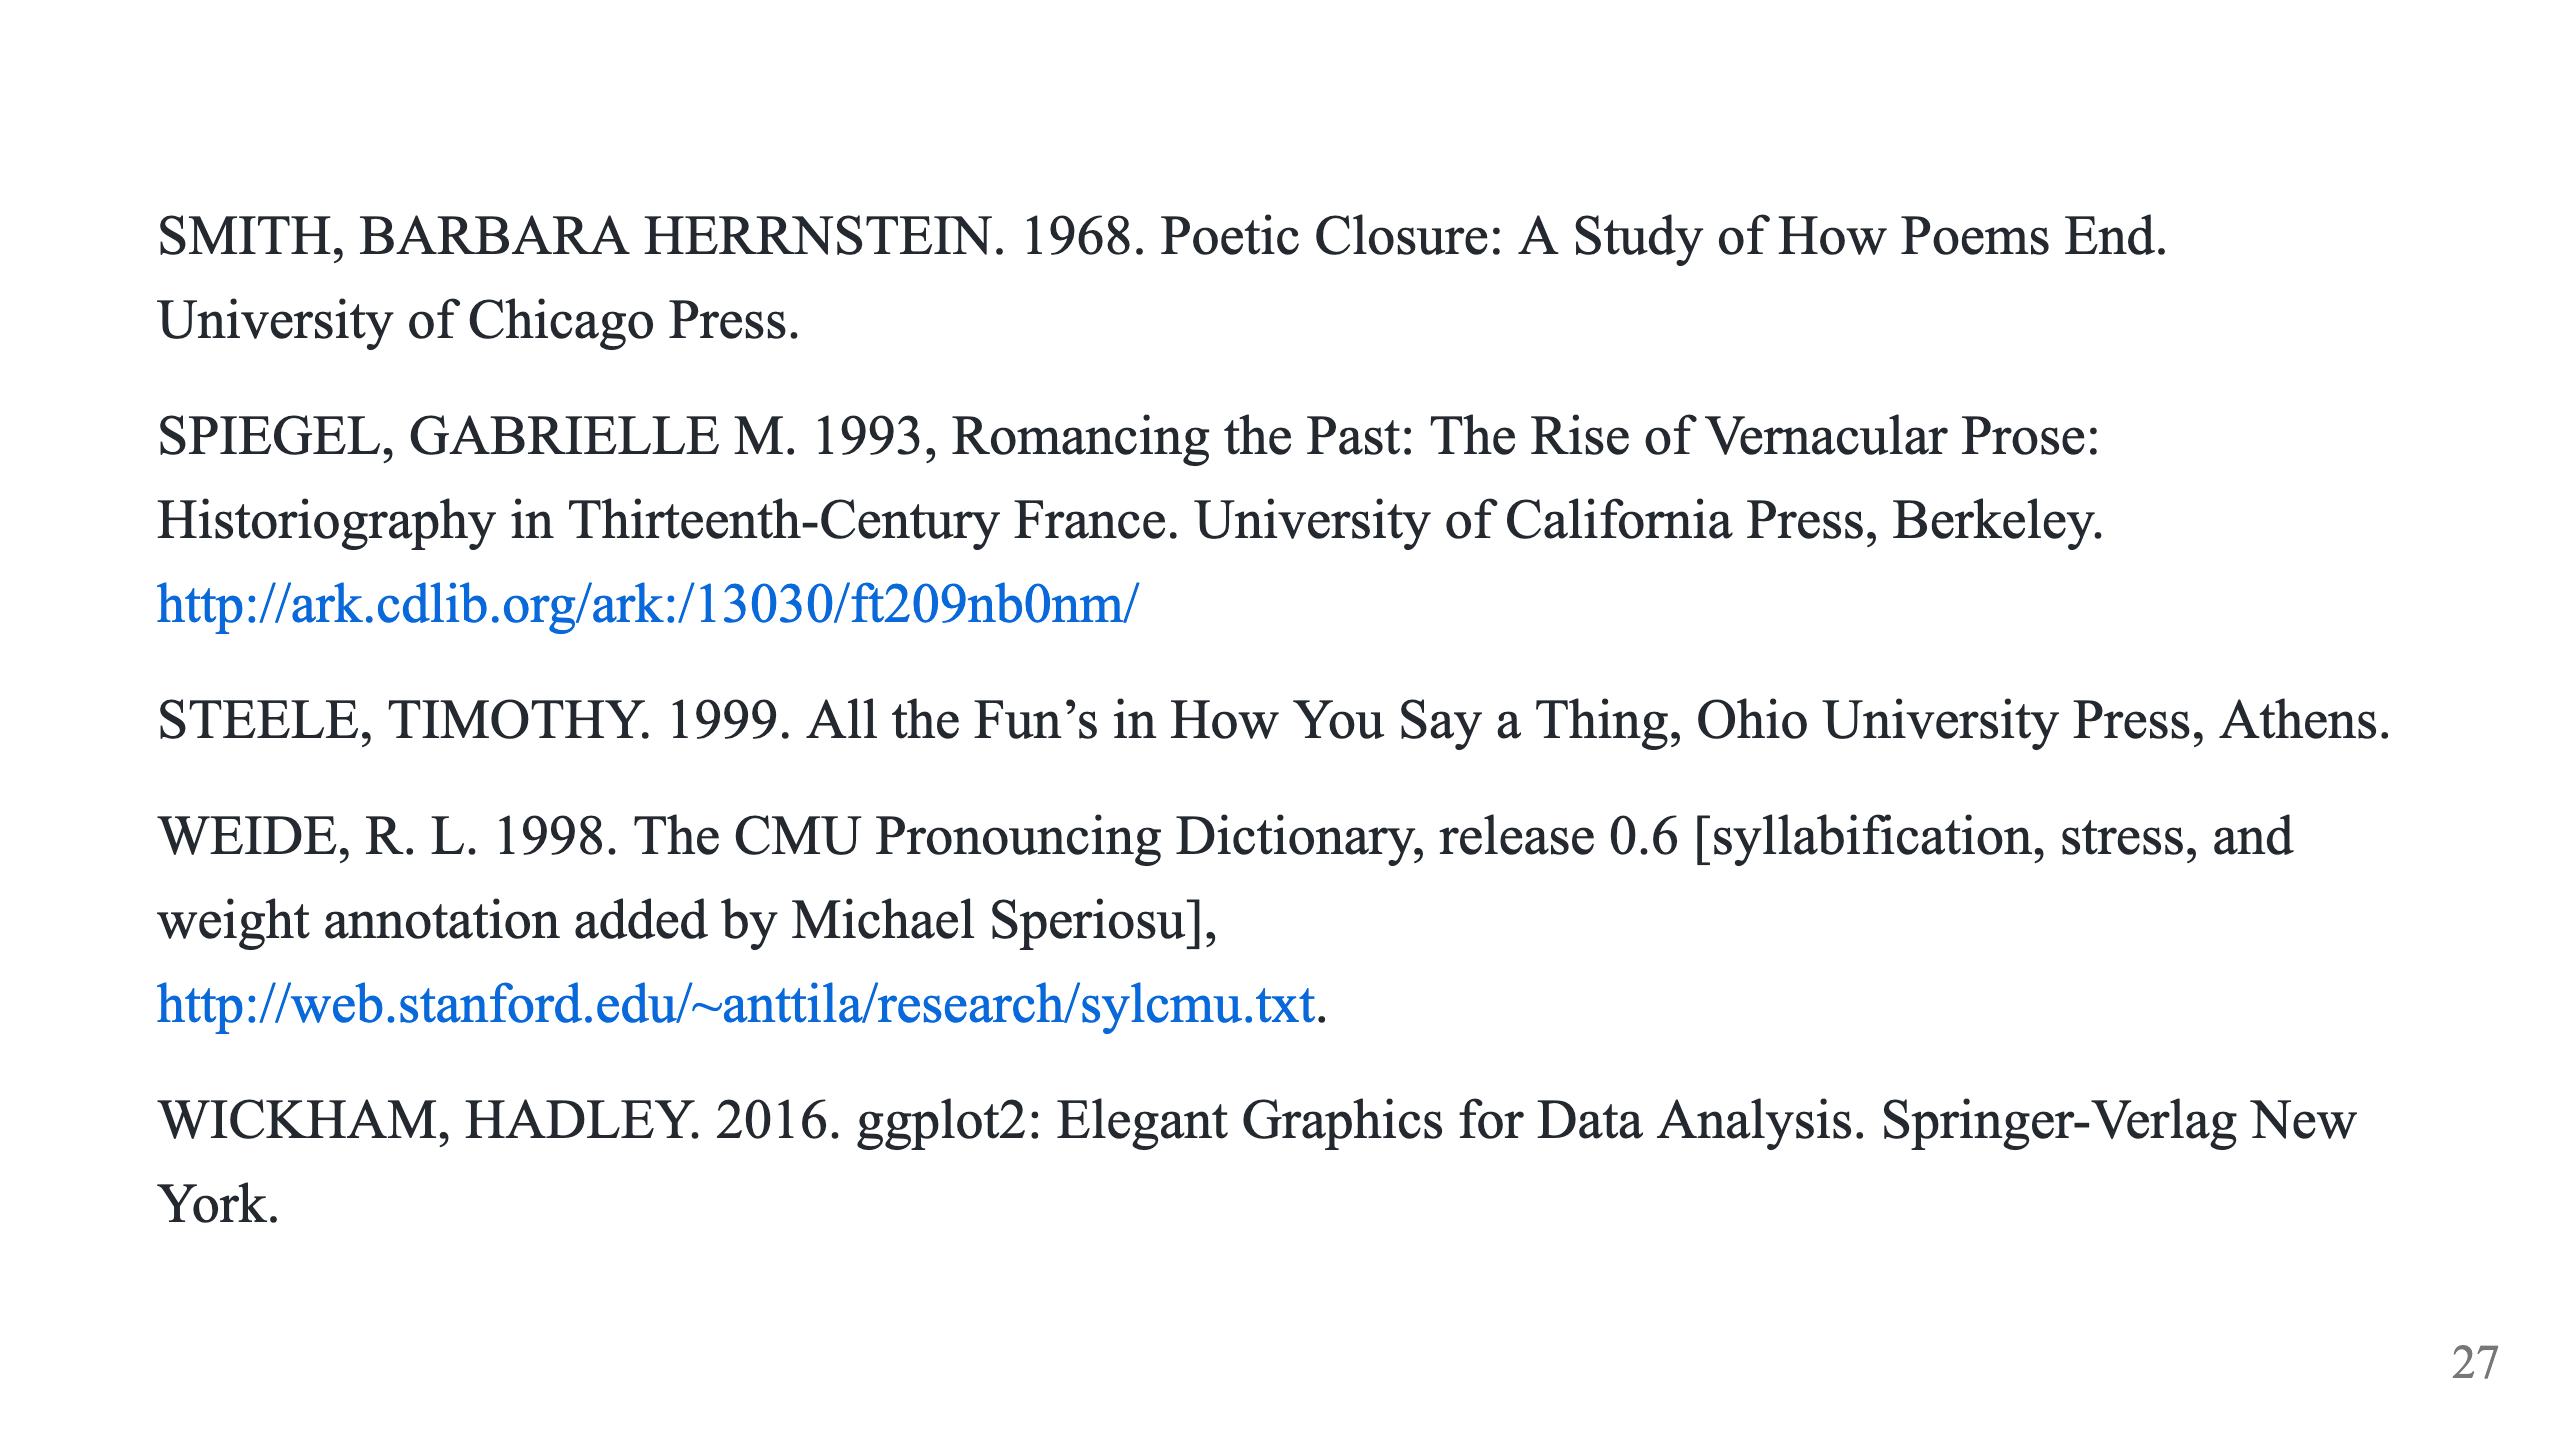 SMITH, BARBARA HERRNSTEIN. 1968. Poetic Closure: A Study of How Poems End.
University of Chicago Press.
SPIEGEL, GABRIELLE M. 1993, Romancing the Past: The Rise of Vernacular Prose:
Historiography in Thirteenth-Century France. University of California Press, Berkeley.
http://ark.cdlib.org/ark:/13030/ft209nb0nm/
STEELE, TIMOTHY. 1999. All the Fun’s in How You Say a Thing, Ohio University Press, Athens.
WEIDE, R. L. 1998. The CMU Pronouncing Dictionary, release 0.6 [syllabification, stress, and
weight annotation added by Michael Speriosu],
http://web.stanford.edu/~anttila/research/sylcmu.txt.
WICKHAM, HADLEY. 2016. ggplot2: Elegant Graphics for Data Analysis. Springer-Verlag New
York.
27